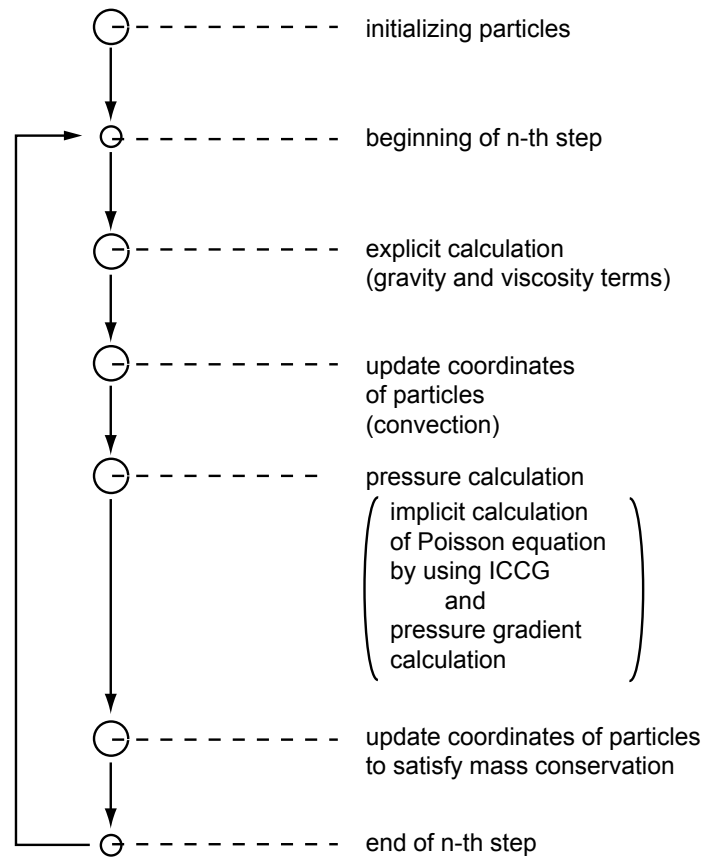 initializing particles
beginning of n-th step
explicit calculation
(gravity and viscosity terms)
update coordinates
of particles
(convection)
pressure calculation
implicit calculation
of Poisson equation
by using ICCG
and
pressure gradient
calculation
update coordinates of particles
to satisfy mass conservation
end of n-th step